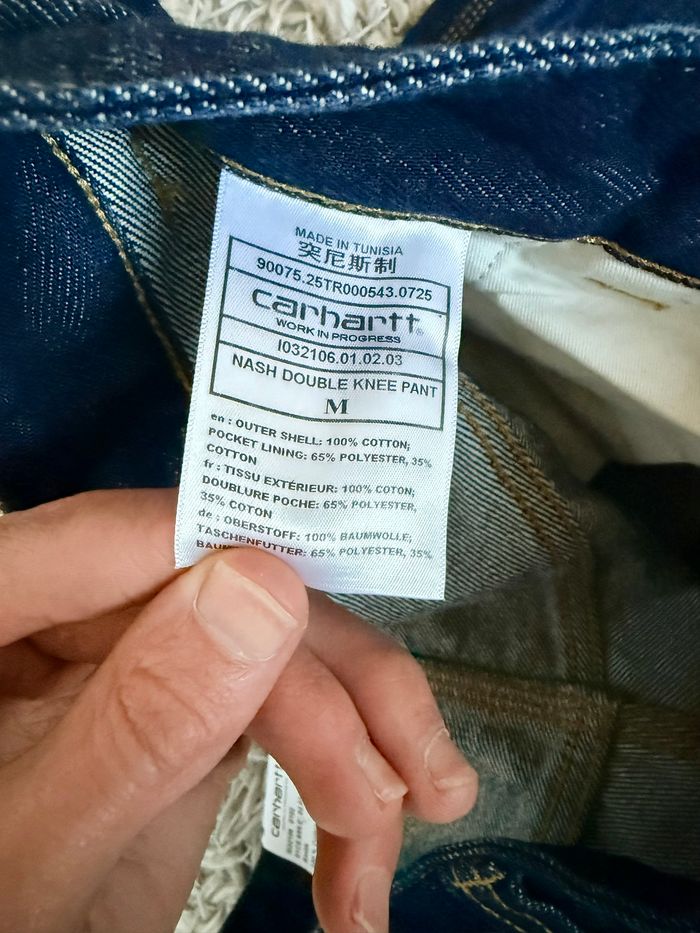 MADE IN TUNISIA
突尼斯制
90075.25TR000543.0725
carhartt®
WORK IN PROGRESS
I032106.01.02.03
NASH DOUBLE KNEE PANT
M
en : OUTER SHELL: 100% COTTON;
POCKET LINING: 65% POLYESTER, 35%
COTTON
fr : TISSU EXTÉRIEUR: 100% COTON;
DOUBLURE POCHE: 65% POLYESTER,
35% COTON
de : OBERSTOFF: 100% BAUMWOLLE;
TASCHENFUTTER: 65% POLYESTER, 35%
carhartt